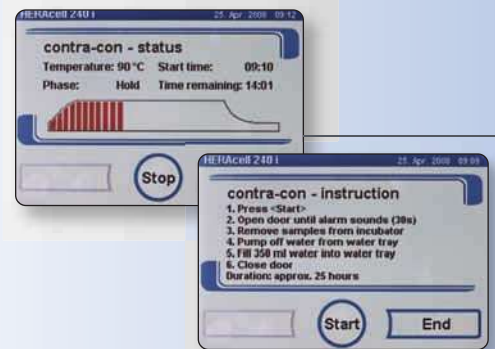 HERAcell 240 i 25. Apr. 2008 09:12
contra-con - status
Temperature: 90 °C Start time: 09:10
Phase: Hold Time remaining: 14:01
Stop
HERAcell 240 i 25. Apr. 2008 09:09
contra-con - instruction
1. Press <Start>
2. Open door until alarm sounds (30s)
3. Remove samples from incubator
4. Pump off water from water tray
5. Fill 350 ml water into water tray
6. Close door
Duration: approx. 25 hours
Start
End